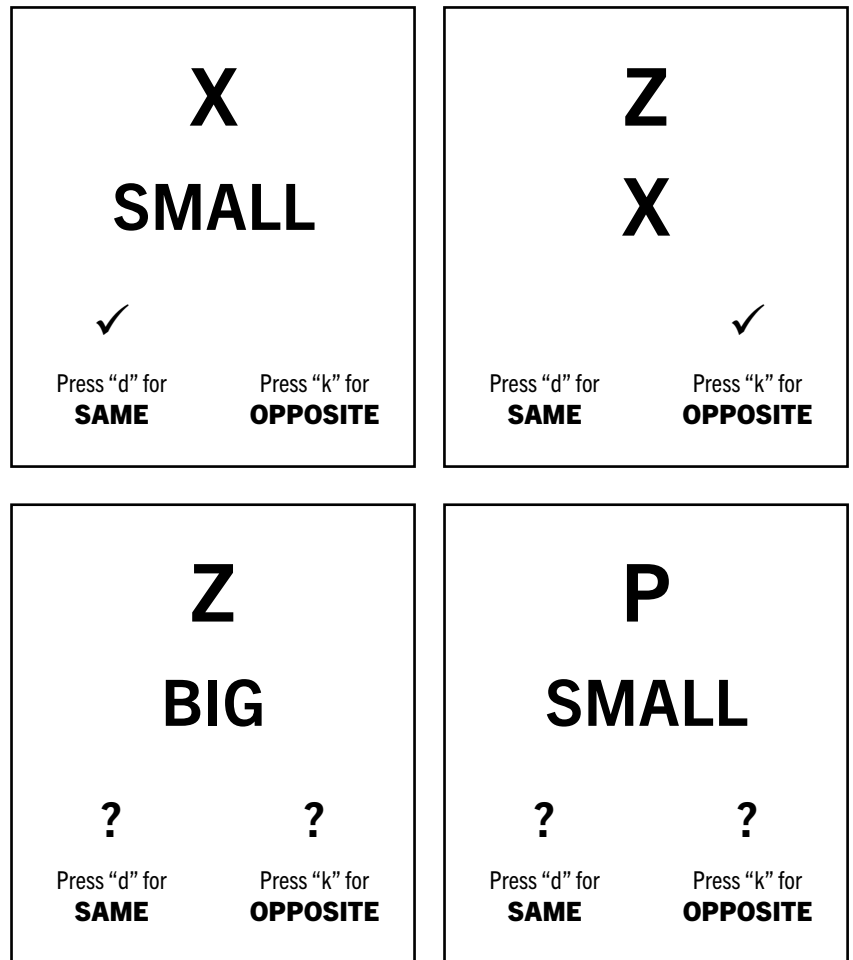 X
SMALL
✓
Press “d” for Press “k” for
SAME OPPOSITE
Z
X
✓
Press “d” for Press “k” for
SAME OPPOSITE
Z
BIG
? ?
Press “d” for Press “k” for
SAME OPPOSITE
P
SMALL
? ?
Press “d” for Press “k” for
SAME OPPOSITE